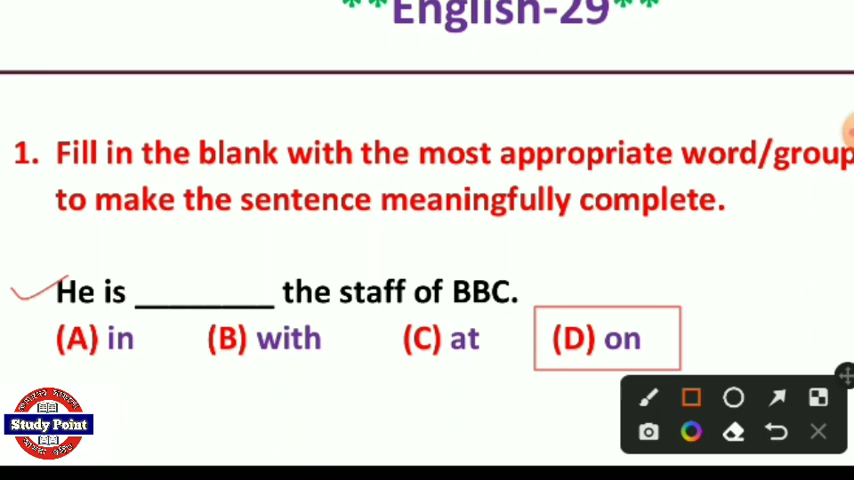 **English-29**
1. Fill in the blank with the most appropriate word/group
to make the sentence meaningfully complete.
He is ________ the staff of BBC.
(A) in (B) with (C) at (D) on
Study Point